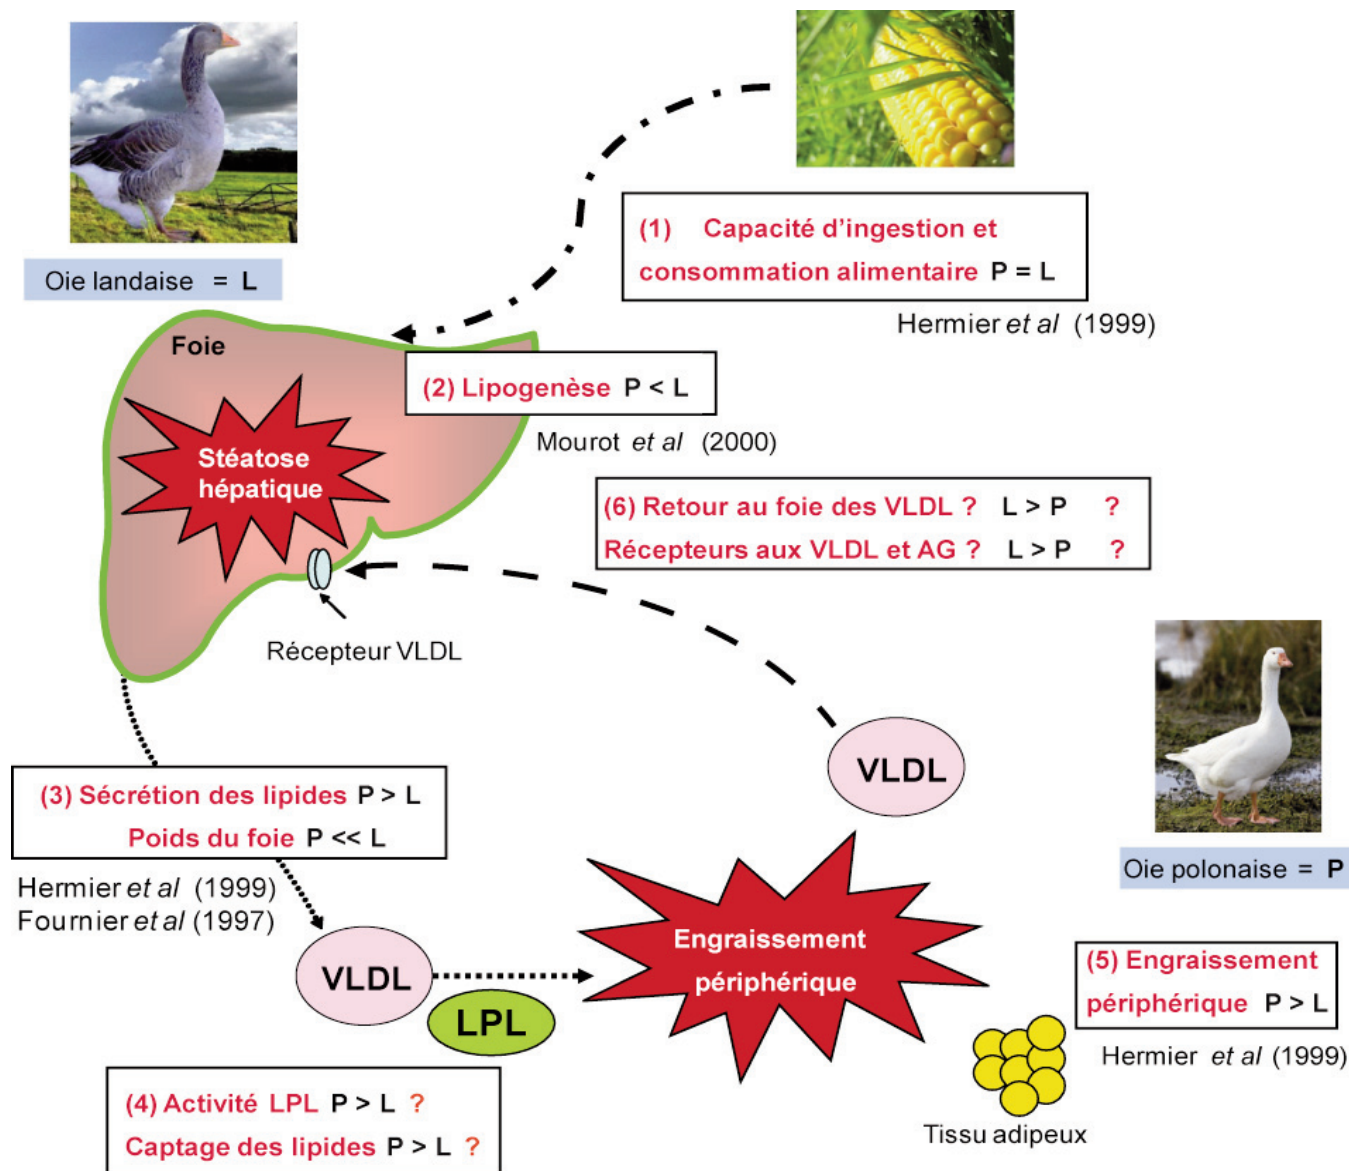 Oie landaise = L
(1) Capacité d'ingestion et
consommation alimentaire P = L
Hermier et al (1999)
Foie
(2) Lipogenèse P < L
Mourot et al (2000)
Stéatose
hépatique
(6) Retour au foie des VLDL ? L > P ?
Récepteurs aux VLDL et AG ? L > P ?
Récepteur VLDL
VLDL
(3) Sécrétion des lipides P > L
Poids du foie P << L
Hermier et al (1999)
Fournier et al (1997)
Oie polonaise = P
Engraissement
périphérique
VLDL
LPL
(5) Engraissement
périphérique P > L
Hermier et al (1999)
(4) Activité LPL P > L ?
Captage des lipides P > L ?
Tissu adipeux